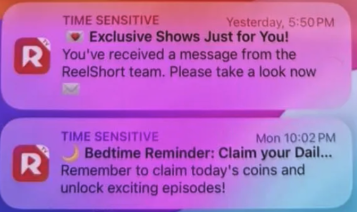 TIME SENSITIVE Yesterday, 5:50 PM
💌 Exclusive Shows Just for You!
You've received a message from the
ReelShort team. Please take a look now
✉️
TIME SENSITIVE Mon 10:02 PM
🌙 Bedtime Reminder: Claim your Dail...
Remember to claim today's coins and
unlock exciting episodes!